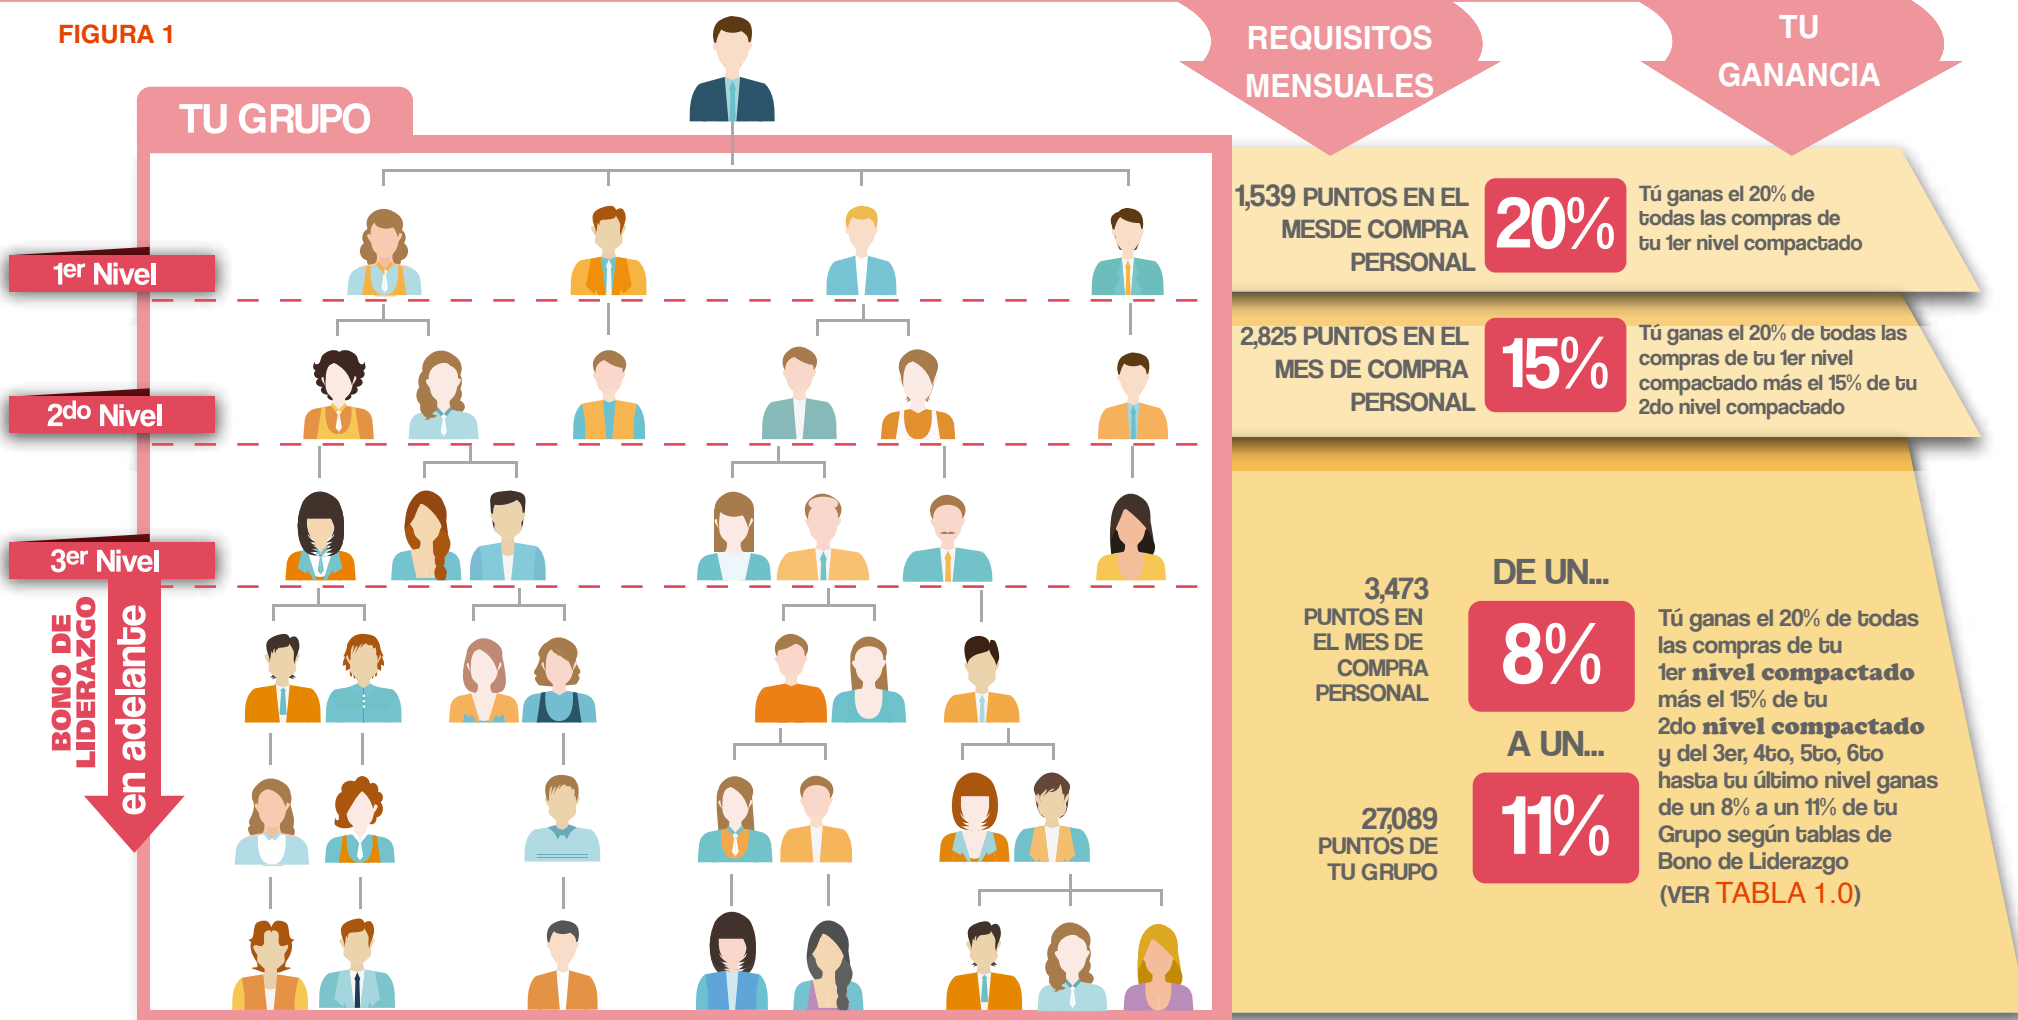 FIGURA 1
TU GRUPO
REQUISITOS
MENSUALES
TU
GANANCIA
1er Nivel
1,539 PUNTOS EN EL
MESDE COMPRA
PERSONAL
20%
Tú ganas el 20% de
todas las compras de
tu 1er nivel compactado
2do Nivel
2,825 PUNTOS EN EL
MES DE COMPRA
PERSONAL
15%
Tú ganas el 20% de todas las
compras de tu 1er nivel
compactado más el 15% de tu
2do nivel compactado
3er Nivel
en adelante
BONO DE
LIDERAZGO
3,473
PUNTOS EN
EL MES DE
COMPRA
PERSONAL
DE UN...
8%
A UN...
11%
27,089
PUNTOS DE
TU GRUPO
Tú ganas el 20% de todas
las compras de tu
1er nivel compactado
más el 15% de tu
2do nivel compactado
y del 3er, 4to, 5to, 6to
hasta tu último nivel ganas
de un 8% a un 11% de tu
Grupo según tablas de
Bono de Liderazgo
(VER TABLA 1.0)